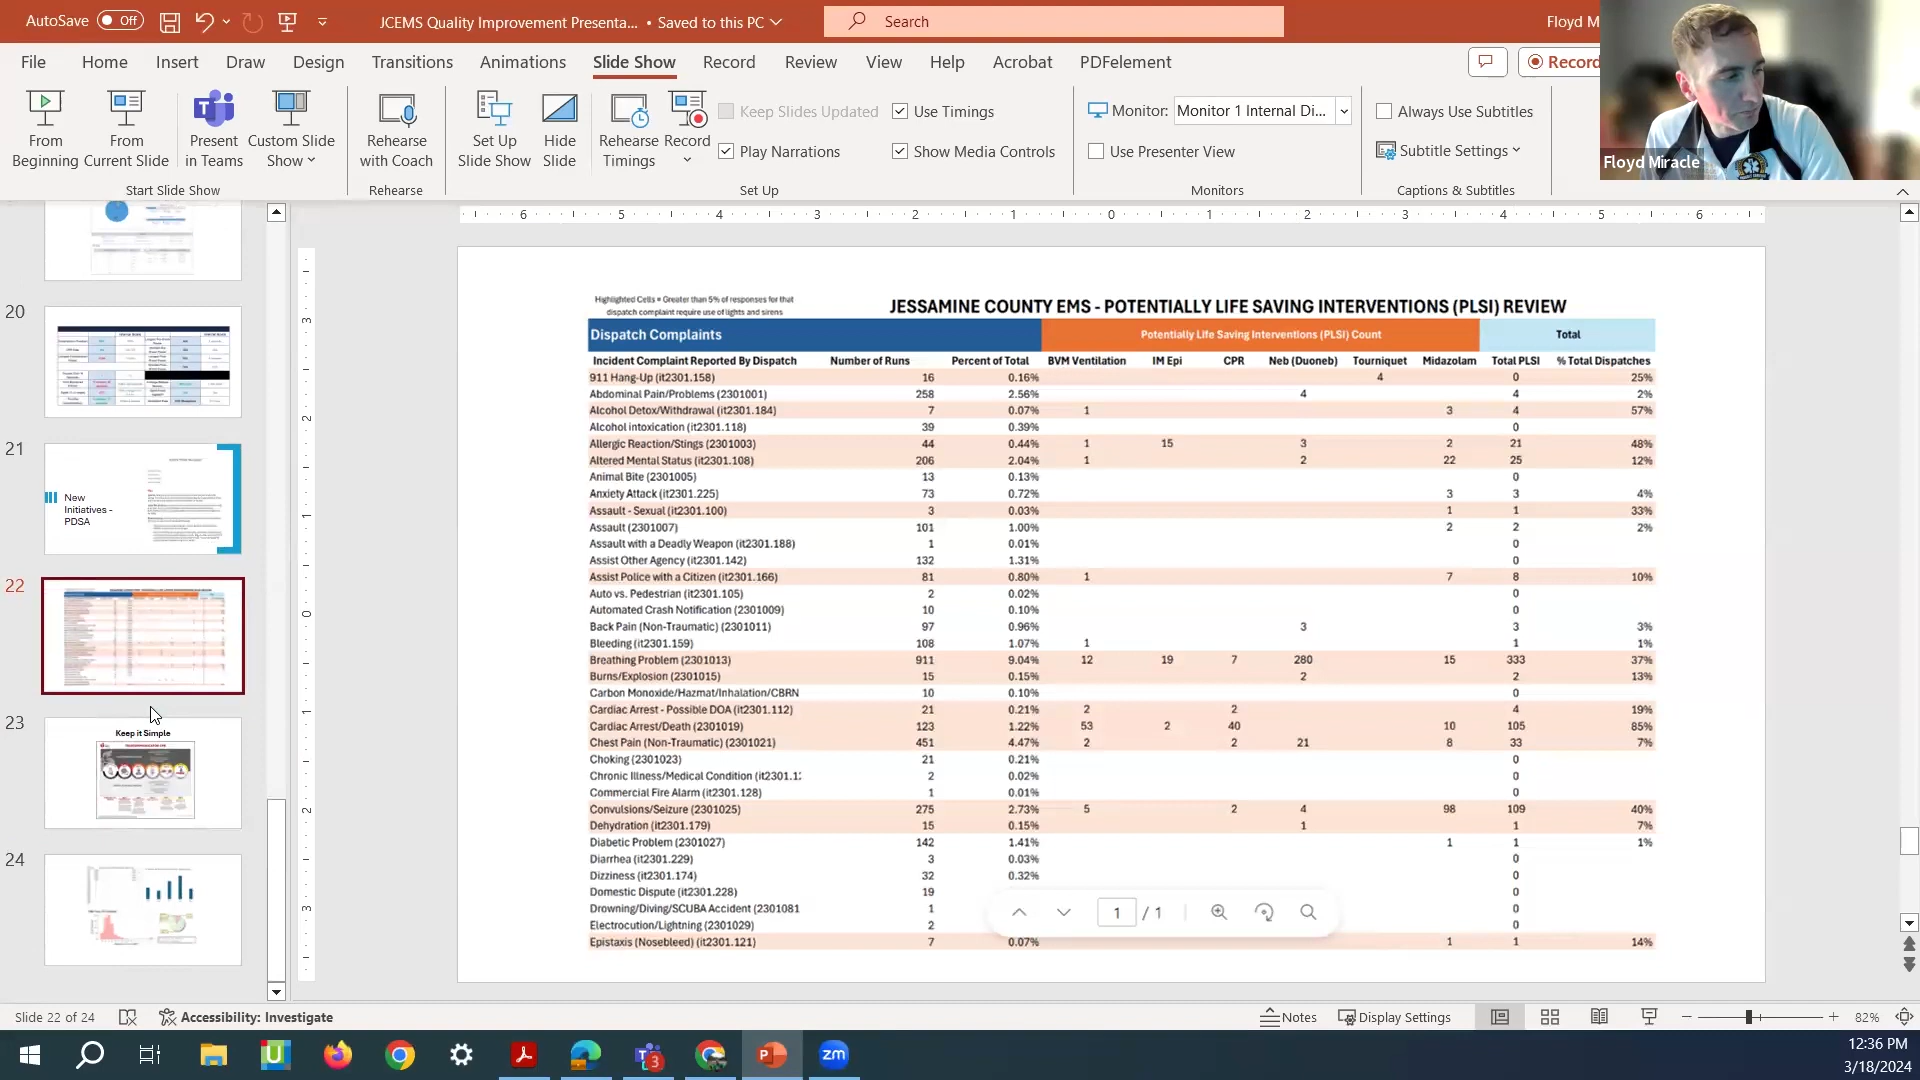 AutoSave Off JCEMS Quality Improvement Presenta... • Saved to this PC Search Floyd M
File Home Insert Draw Design Transitions Animations Slide Show Record Review View Help Acrobat PDFelement Record
From Beginning
From Current Slide
Present in Teams
Custom Slide Show
Rehearse with Coach
Set Up Slide Show
Hide Slide
Rehearse Timings
Record
Keep Slides Updated
Use Timings
Play Narrations
Show Media Controls
Monitor: Monitor 1 Internal Di...
Use Presenter View
Always Use Subtitles
Subtitle Settings
Start Slide Show Rehearse Set Up Monitors Captions & Subtitles
Floyd Miracle
6 5 4 3 2 1 0 1 2 3 4 5 6
3 2 1 0 1 2 3
20
21
New
Initiatives -
PDSA
22
23
Keep it Simple
24
Highlighted Cells = Greater than 5% of responses for that
dispatch complaint require use of lights and sirens
JESSAMINE COUNTY EMS - POTENTIALLY LIFE SAVING INTERVENTIONS (PLSI) REVIEW
Dispatch Complaints Potentially Life Saving Interventions (PLSI) Count Total
Incident Complaint Reported By Dispatch Number of Runs Percent of Total BVM Ventilation IM Epi CPR Neb (Duoneb) Tourniquet Midazolam Total PLSI % Total Dispatches
911 Hang-Up (it2301.158) 16 0.16% 4 0 25%
Abdominal Pain/Problems (2301001) 258 2.56% 4 4 2%
Alcohol Detox/Withdrawal (it2301.184) 7 0.07% 1 3 4 57%
Alcohol intoxication (it2301.118) 39 0.39% 0
Allergic Reaction/Stings (2301003) 44 0.44% 1 15 3 2 21 48%
Altered Mental Status (it2301.108) 206 2.04% 1 2 22 25 12%
Animal Bite (2301005) 13 0.13% 0
Anxiety Attack (it2301.225) 73 0.72% 3 3 4%
Assault - Sexual (it2301.100) 3 0.03% 1 1 33%
Assault (2301007) 101 1.00% 2 2 2%
Assault with a Deadly Weapon (it2301.188) 1 0.01% 0
Assist Other Agency (it2301.142) 132 1.31% 0
Assist Police with a Citizen (it2301.166) 81 0.80% 1 7 8 10%
Auto vs. Pedestrian (it2301.105) 2 0.02% 0
Automated Crash Notification (2301009) 10 0.10% 0
Back Pain (Non-Traumatic) (2301011) 97 0.96% 3 3 3%
Bleeding (it2301.159) 108 1.07% 1 1 1%
Breathing Problem (2301013) 911 9.04% 12 19 7 280 15 333 37%
Burns/Explosion (2301015) 15 0.15% 2 2 13%
Carbon Monoxide/Hazmat/Inhalation/CBRN 10 0.10% 0
Cardiac Arrest - Possible DOA (it2301.112) 21 0.21% 2 2 4 19%
Cardiac Arrest/Death (2301019) 123 1.22% 53 2 40 10 105 85%
Chest Pain (Non-Traumatic) (2301021) 451 4.47% 2 2 21 8 33 7%
Choking (2301023) 21 0.21% 0
Chronic Illness/Medical Condition (it2301.1 2 0.02% 0
Commercial Fire Alarm (it2301.128) 1 0.01% 0
Convulsions/Seizure (2301025) 275 2.73% 5 2 4 98 109 40%
Dehydration (it2301.179) 15 0.15% 1 1 7%
Diabetic Problem (2301027) 142 1.41% 1 1 1%
Diarrhea (it2301.229) 3 0.03% 0
Dizziness (it2301.174) 32 0.32% 0
Domestic Dispute (it2301.228) 19 0
Drowning/Diving/SCUBA Accident (2301081 1 0
Electrocution/Lightning (2301029) 2 0
Epistaxis (Nosebleed) (it2301.121) 7 0.07% 1 1 14%
1 / 1
Slide 22 of 24 Accessibility: Investigate Notes Display Settings 82%
3 zm
12:36 PM
3/18/2024